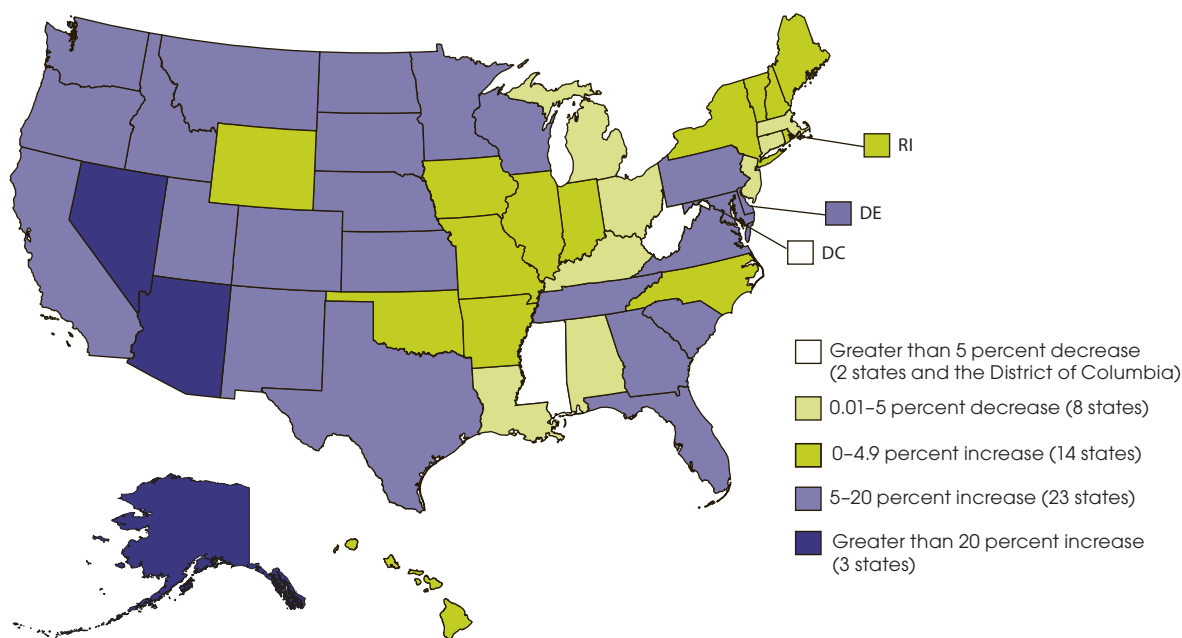 RI
DE
DC
Greater than 5 percent decrease
(2 states and the District of Columbia)
0.01–5 percent decrease (8 states)
0–4.9 percent increase (14 states)
5–20 percent increase (23 states)
Greater than 20 percent increase
(3 states)